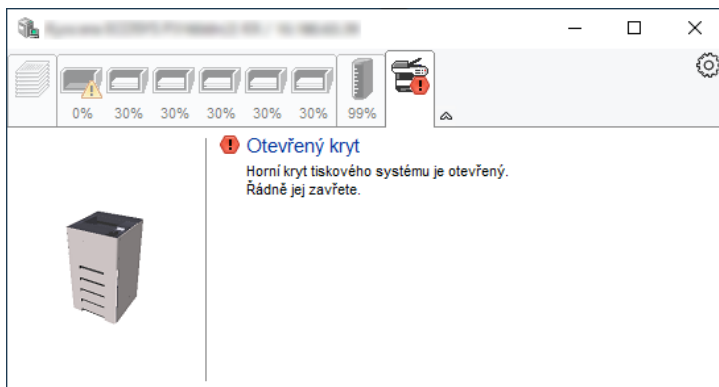 0% 30% 30% 30% 30% 30% 99%
Otevřený kryt
Horní kryt tiskového systému je otevřený.
Řádně jej zavřete.